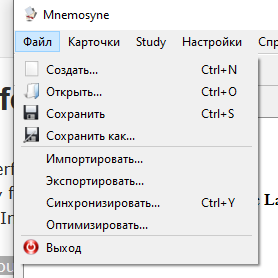 Mnemosyne
Файл Карточки Study Настройки
Создать... Ctrl+N
Открыть... Ctrl+O
Сохранить Ctrl+S
Сохранить как...
Импортировать...
Экспортировать...
Синхронизировать... Ctrl+Y
Оптимизировать...
Выход